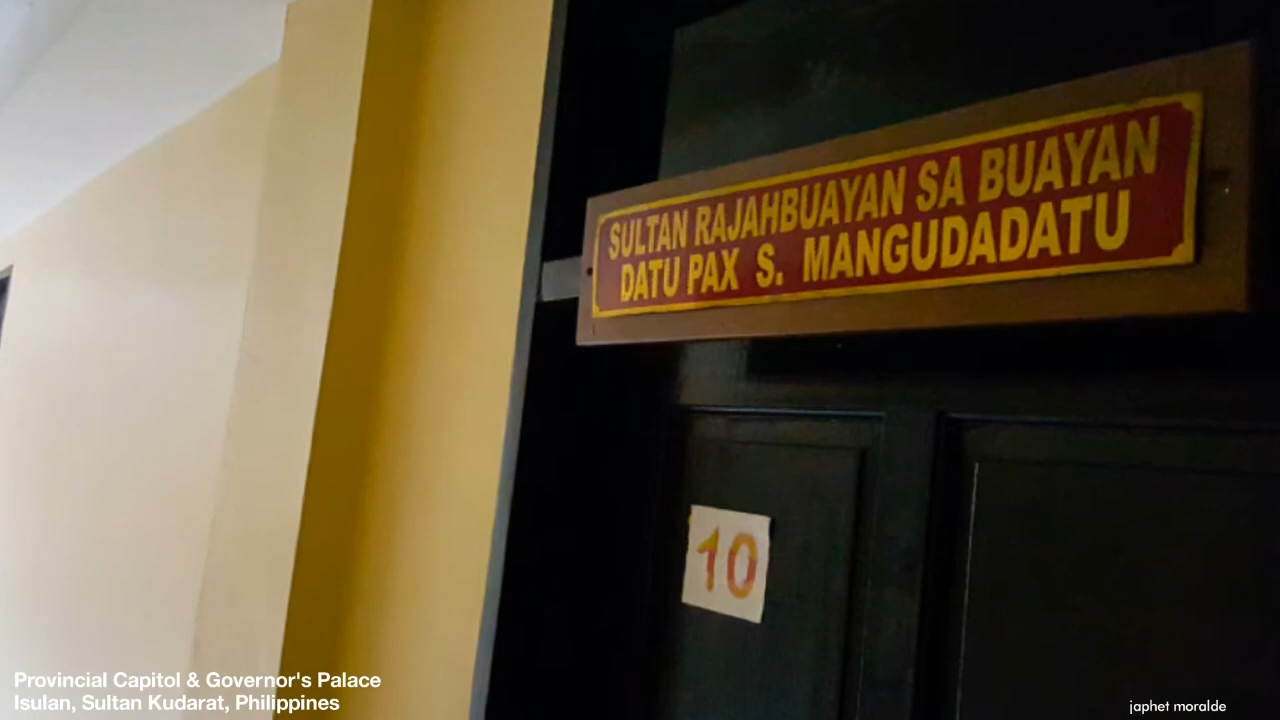 SULTAN RAJAHBUAYAN SA BUAYAN
DATU PAX S. MANGUDADATU
10
Provincial Capitol & Governor's Palace
Isulan, Sultan Kudarat, Philippines
japhet moralde